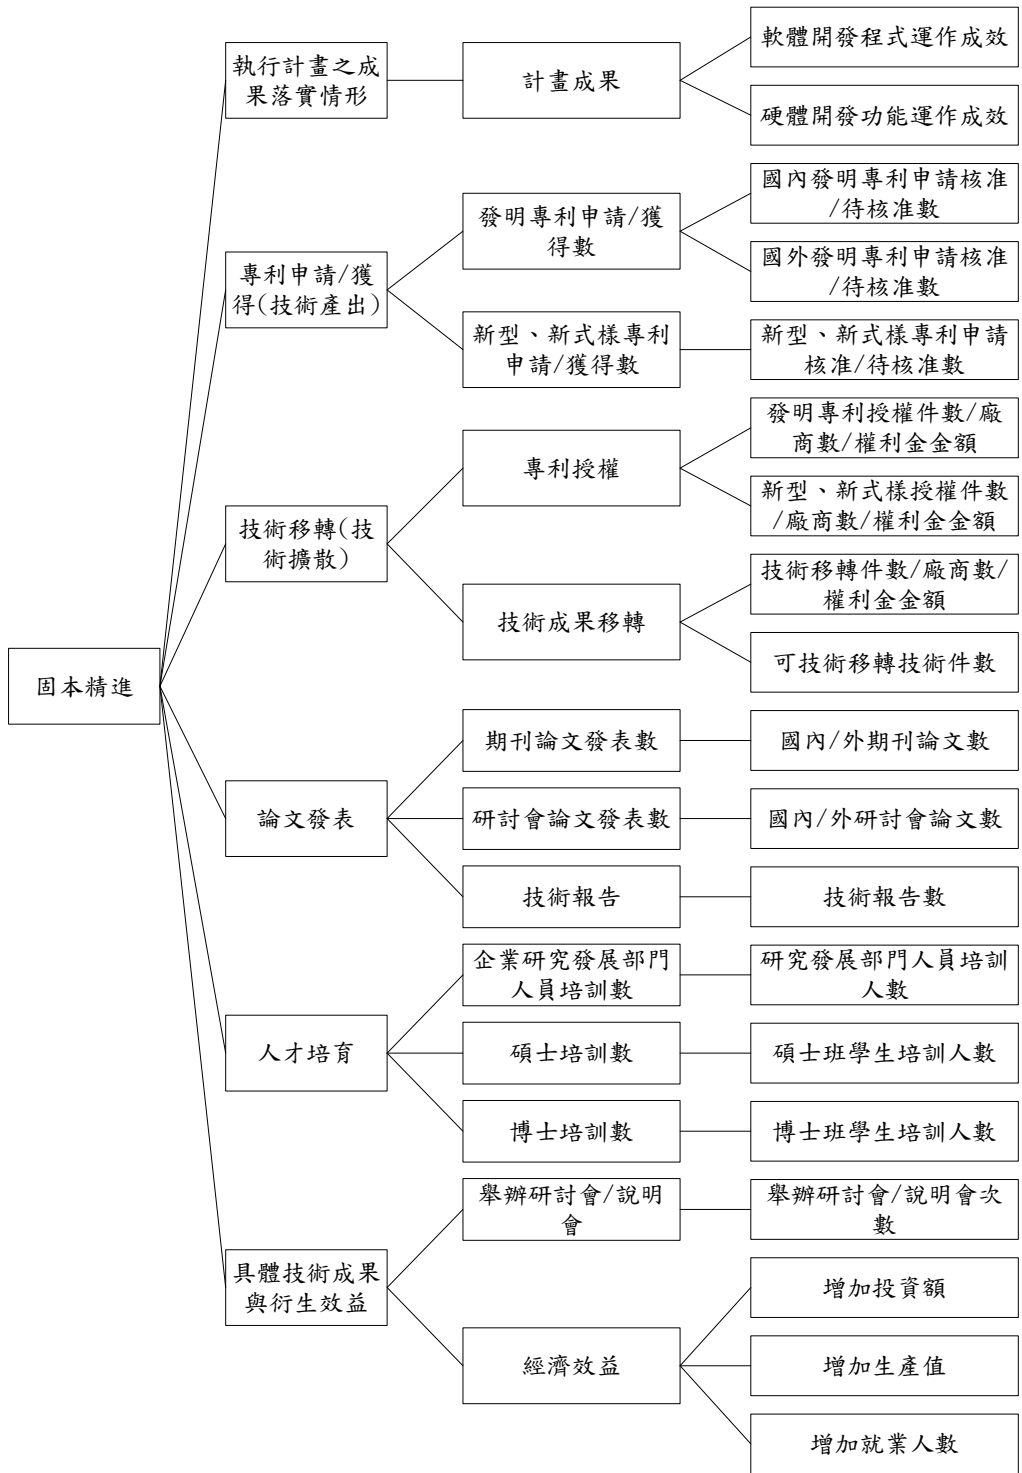 執行計畫之成
果落實情形
計畫成果
軟體開發程式運作成效
硬體開發功能運作成效
專利申請/獲
得(技術產出)
發明專利申請/獲
得數
國內發明專利申請核准
/待核准數
國外發明專利申請核准
/待核准數
新型、新式樣專利
申請/獲得數
新型、新式樣專利申請
核准/待核准數
技術移轉(技
術擴散)
專利授權
發明專利授權件數/廠
商數/權利金金額
新型、新式樣授權件數
/廠商數/權利金金額
技術成果移轉
技術移轉件數/廠商數/
權利金金額
可技術移轉技術件數
固本精進
論文發表
期刊論文發表數
國內/外期刊論文數
研討會論文發表數
國內/外研討會論文數
技術報告
技術報告數
人才培育
企業研究發展部門
人員培訓數
研究發展部門人員培訓
人數
碩士培訓數
碩士班學生培訓人數
博士培訓數
博士班學生培訓人數
具體技術成果
與衍生效益
舉辦研討會/說明
會
舉辦研討會/說明會次
數
經濟效益
增加投資額
增加生產值
增加就業人數